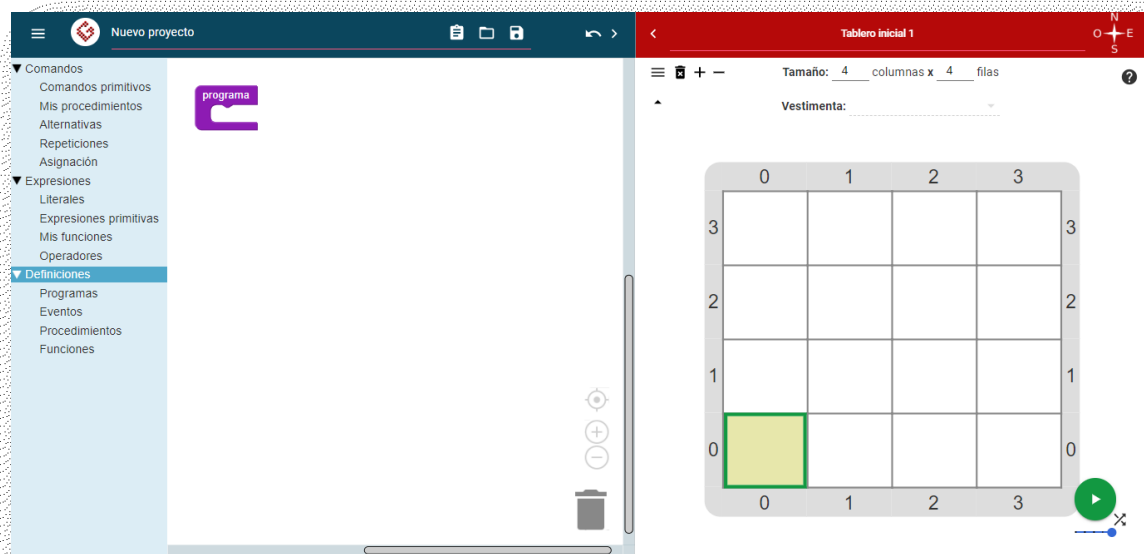 Nuevo proyecto
Comandos
Comandos primitivos
Mis procedimientos
Alternativas
Repeticiones
Asignación
Expresiones
Literales
Expresiones primitivas
Mis funciones
Operadores
Definiciones
Programas
Eventos
Procedimientos
Funciones
programa
Tablero inicial 1
N
O E
S
Tamaño: 4 columnas x 4 filas
Vestimenta:
0 1 2 3
3 3
2 2
1 1
0 0
0 1 2 3